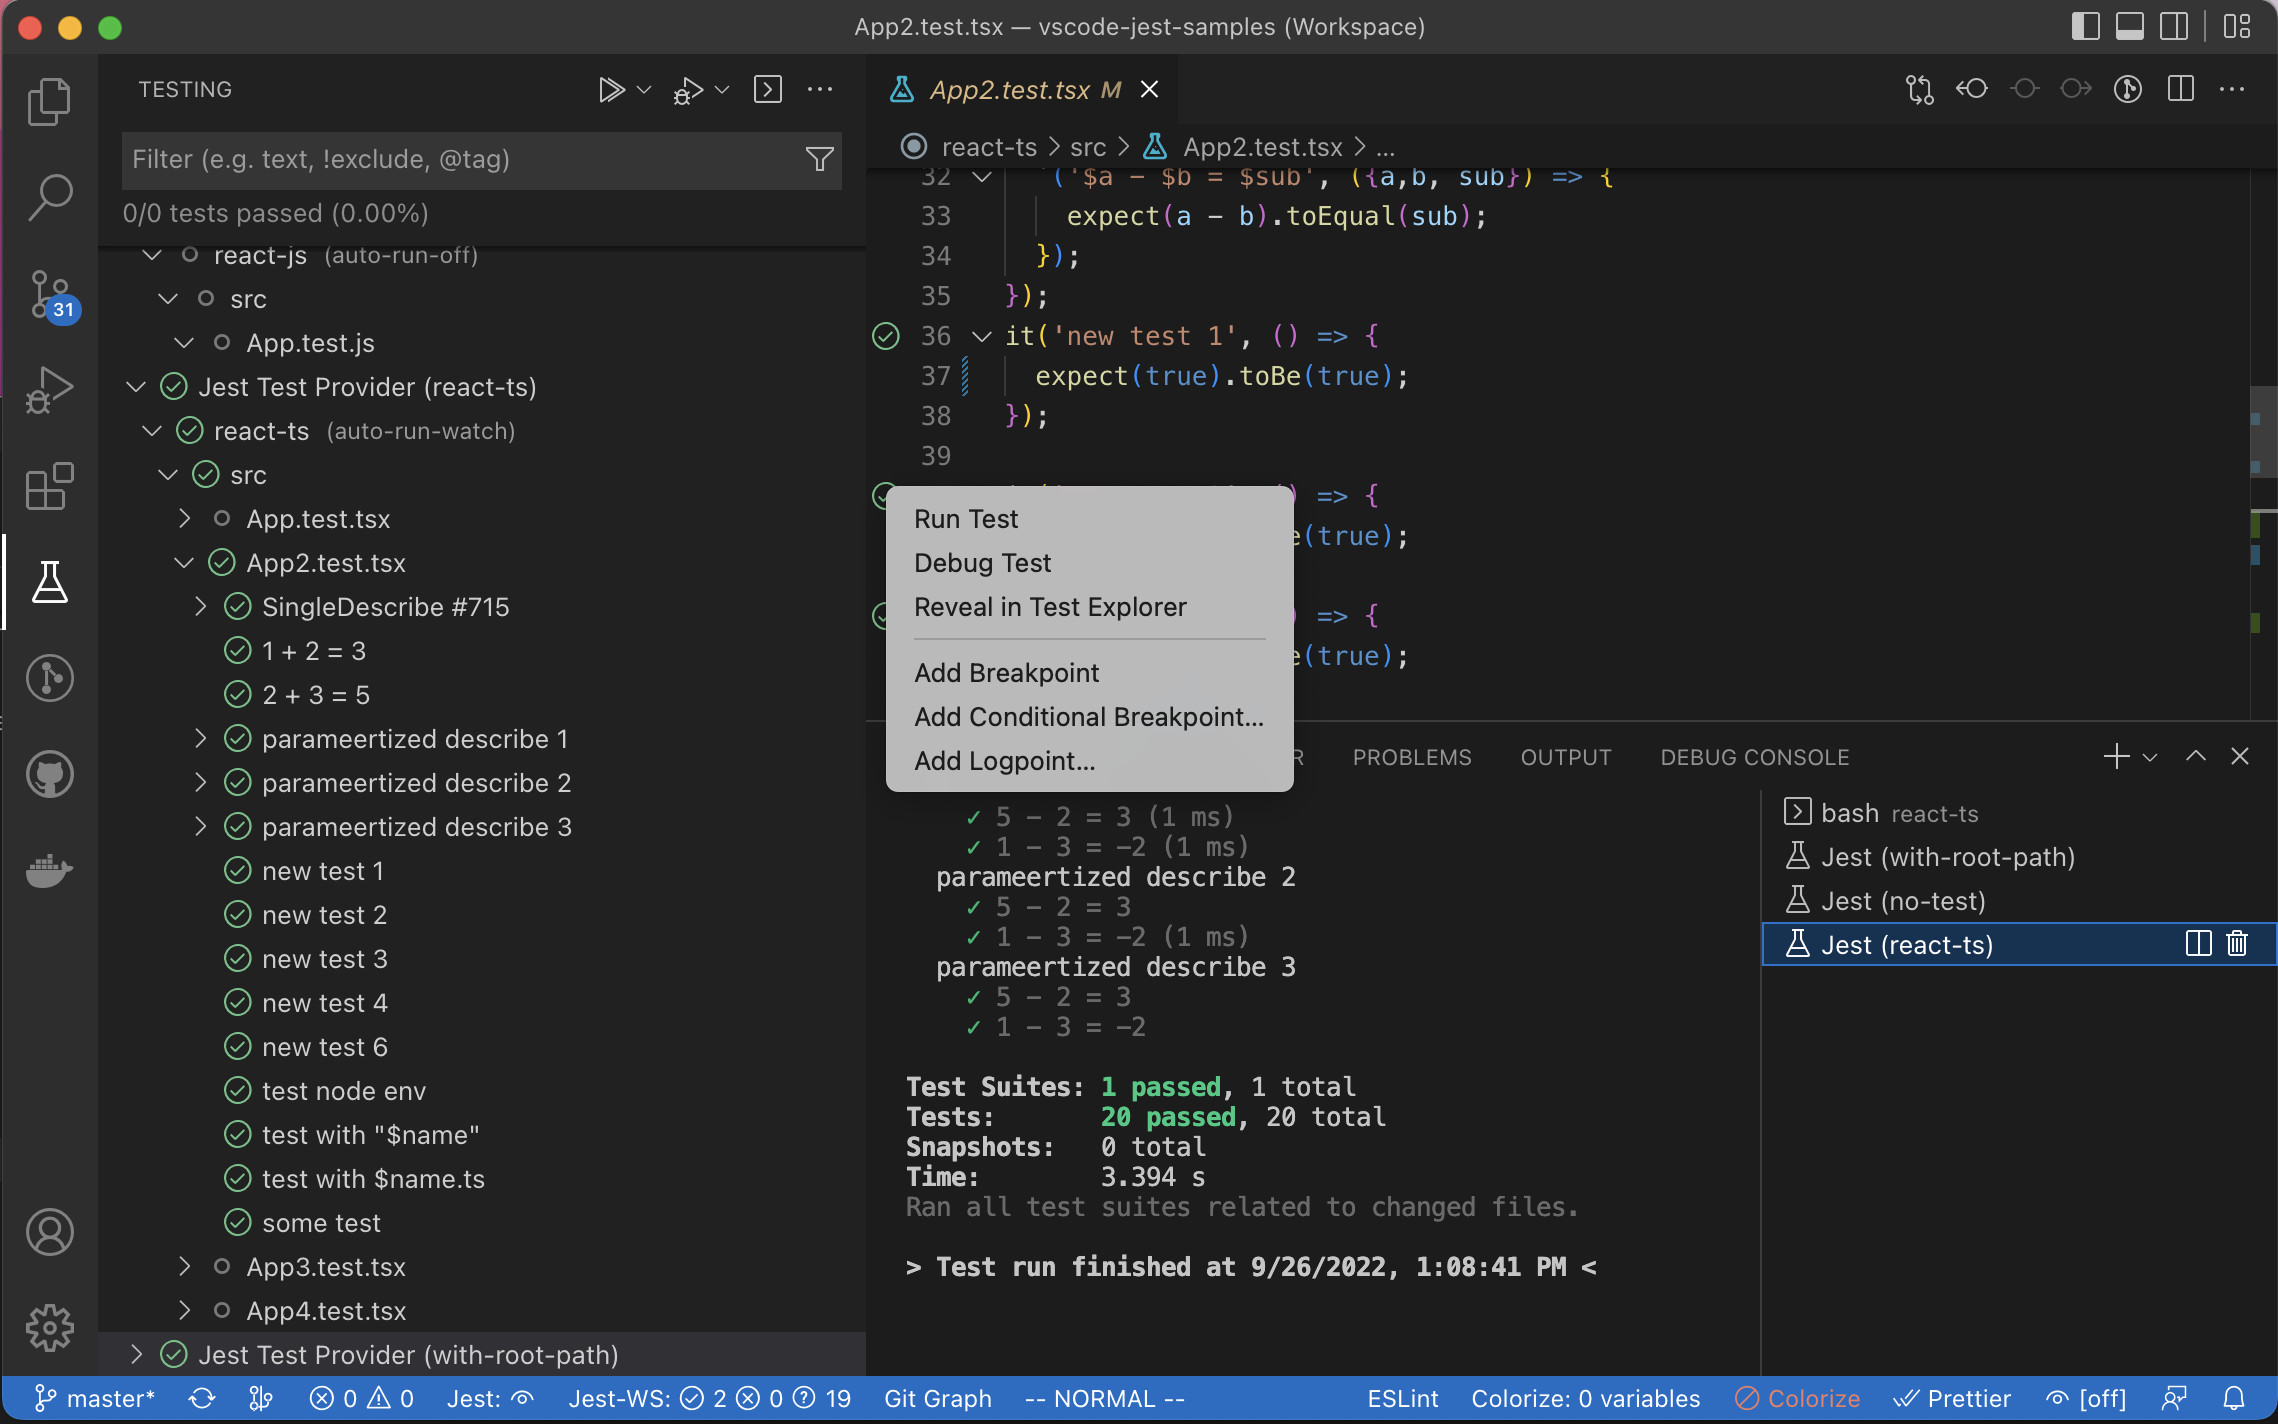 App2.test.tsx — vscode-jest-samples (Workspace)
TESTING
Filter (e.g. text, !exclude, @tag)
0/0 tests passed (0.00%)
react-js (auto-run-off)
src
App.test.js
Jest Test Provider (react-ts)
react-ts (auto-run-watch)
src
App.test.tsx
App2.test.tsx
SingleDescribe #715
1 + 2 = 3
2 + 3 = 5
parameertized describe 1
parameertized describe 2
parameertized describe 3
new test 1
new test 2
new test 3
new test 4
new test 6
test node env
test with "$name"
test with $name.ts
some test
App3.test.tsx
App4.test.tsx
Jest Test Provider (with-root-path)
31
App2.test.tsx M
react-ts > src > App2.test.tsx > ...
32 ('$a - $b = $sub', ({a,b, sub}) => {
33 expect(a - b).toEqual(sub);
34 });
35 });
36 it('new test 1', () => {
37 expect(true).toBe(true);
38 });
39
) => {
e(true);
) => {
e(true);
Run Test
Debug Test
Reveal in Test Explorer
Add Breakpoint
Add Conditional Breakpoint...
Add Logpoint...
R PROBLEMS OUTPUT DEBUG CONSOLE
✓ 5 - 2 = 3 (1 ms)
✓ 1 - 3 = -2 (1 ms)
parameertized describe 2
✓ 5 - 2 = 3
✓ 1 - 3 = -2 (1 ms)
parameertized describe 3
✓ 5 - 2 = 3
✓ 1 - 3 = -2
Test Suites: 1 passed, 1 total
Tests: 20 passed, 20 total
Snapshots: 0 total
Time: 3.394 s
Ran all test suites related to changed files.
> Test run finished at 9/26/2022, 1:08:41 PM <
bash react-ts
Jest (with-root-path)
Jest (no-test)
Jest (react-ts)
master* 0 0 Jest: Jest-WS: 2 0 19 Git Graph -- NORMAL -- ESLint Colorize: 0 variables Colorize Prettier [off]